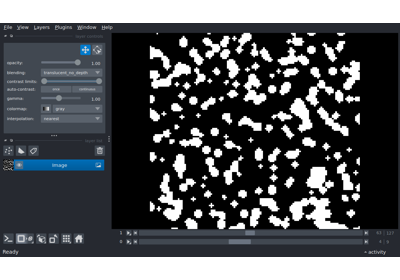 File View Layers Plugins Window Help
opacity: 1.00
blending: translucent_no_depth
contrast limits:
auto-contrast: once continuous
gamma: 1.00
colormap: gray
interpolation: nearest
Image
Ready
activity